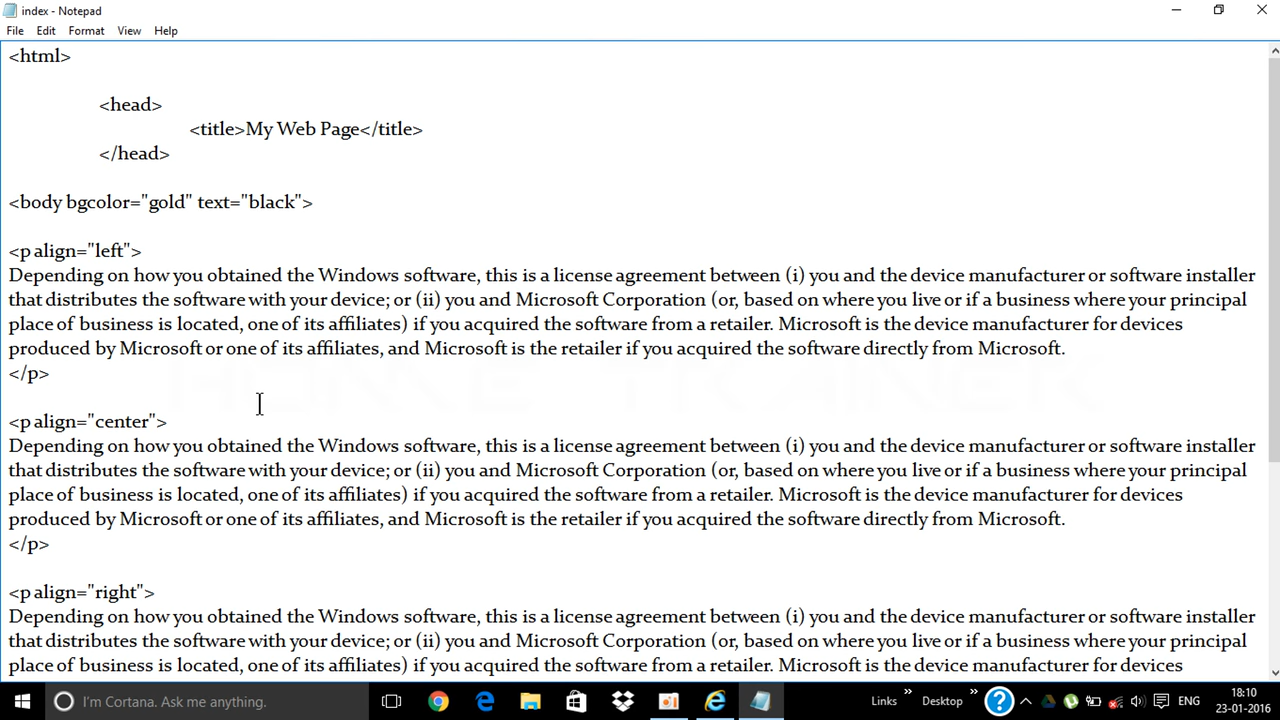 index - Notepad
File Edit Format View Help
<html>
<head>
<title>My Web Page</title>
</head>
<body bgcolor="gold" text="black">
<p align="left">
Depending on how you obtained the Windows software, this is a license agreement between (i) you and the device manufacturer or software installer
that distributes the software with your device; or (ii) you and Microsoft Corporation (or, based on where you live or if a business where your principal
place of business is located, one of its affiliates) if you acquired the software from a retailer. Microsoft is the device manufacturer for devices
produced by Microsoft or one of its affiliates, and Microsoft is the retailer if you acquired the software directly from Microsoft.
</p>
<p align="center">
Depending on how you obtained the Windows software, this is a license agreement between (i) you and the device manufacturer or software installer
that distributes the software with your device; or (ii) you and Microsoft Corporation (or, based on where you live or if a business where your principal
place of business is located, one of its affiliates) if you acquired the software from a retailer. Microsoft is the device manufacturer for devices
produced by Microsoft or one of its affiliates, and Microsoft is the retailer if you acquired the software directly from Microsoft.
</p>
<p align="right">
Depending on how you obtained the Windows software, this is a license agreement between (i) you and the device manufacturer or software installer
that distributes the software with your device; or (ii) you and Microsoft Corporation (or, based on where you live or if a business where your principal
place of business is located, one of its affiliates) if you acquired the software from a retailer. Microsoft is the device manufacturer for devices
I'm Cortana. Ask me anything. Links » Desktop » ENG 18:10
23-01-2016